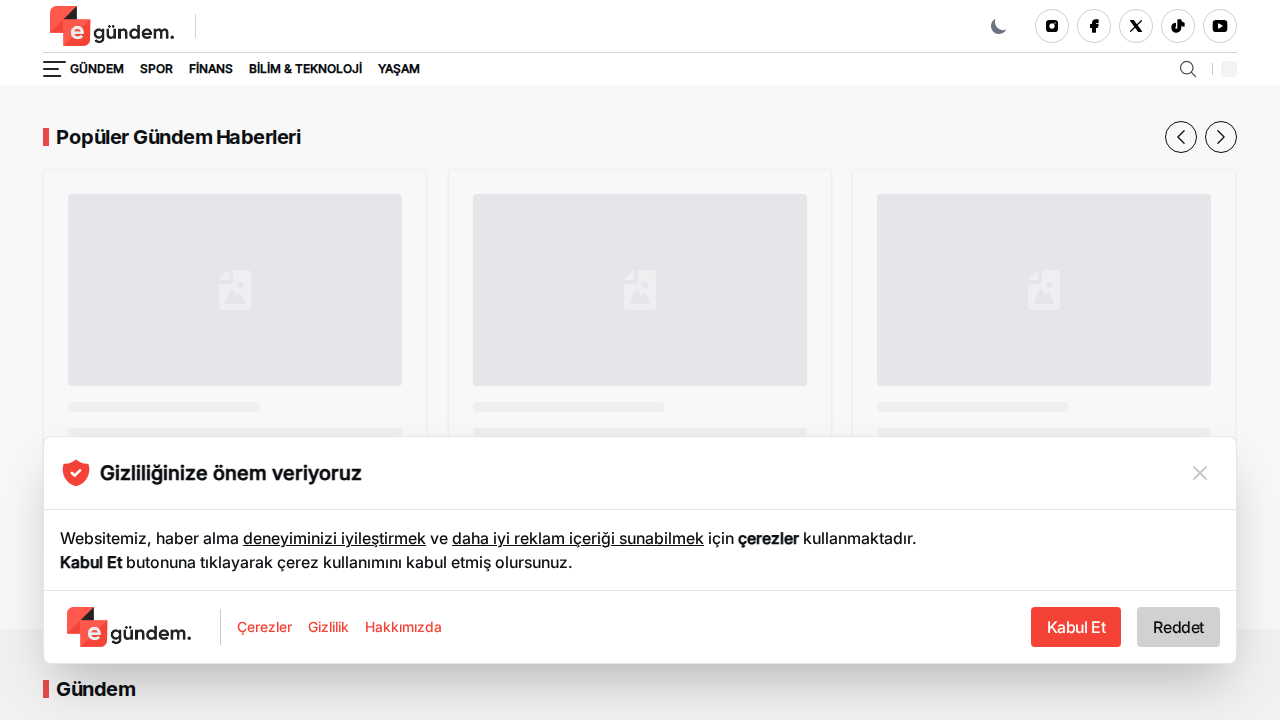 e gündem.
GÜNDEM SPOR FİNANS BİLİM & TEKNOLOJİ YAŞAM
Popüler Gündem Haberleri
Gizliliğinize önem veriyoruz
Websitemiz, haber alma deneyiminizi iyileştirmek ve daha iyi reklam içeriği sunabilmek için çerezler kullanmaktadır.
Kabul Et butonuna tıklayarak çerez kullanımını kabul etmiş olursunuz.
e gündem. Çerezler Gizlilik Hakkımızda Kabul Et Reddet
Gündem